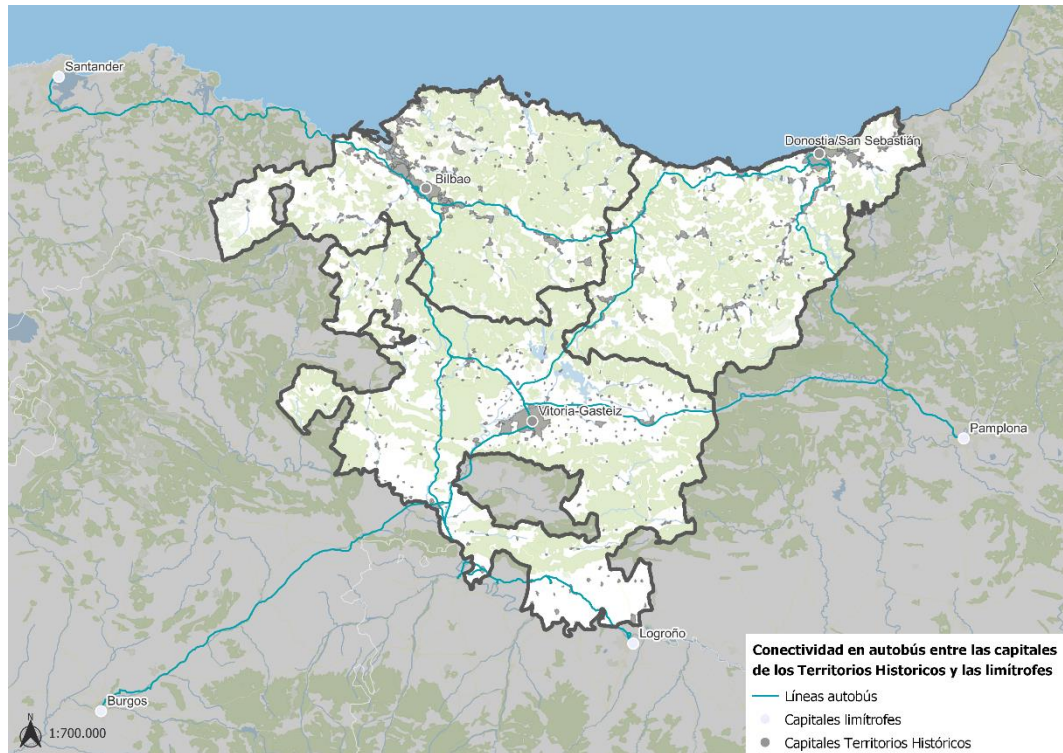 Santander
Donostia/San Sebastián
Bilbao
Vitoria-Gasteiz
Pamplona
Logroño
Burgos
N
1:700.000
Conectividad en autobús entre las capitales
de los Territorios Historicos y las limítrofes
Líneas autobús
Capitales limítrofes
Capitales Territorios Históricos